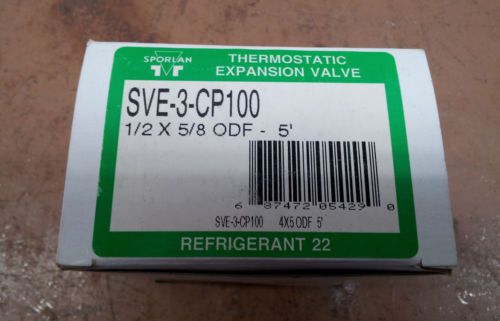 SPORLAN
THERMOSTATIC
EXPANSION VALVE
SVE-3-CP100
1/2 X 5/8 ODF - 5'
6 87472 05429 0
SVE-3-CP100 4X5 ODF 5'
REFRIGERANT 22